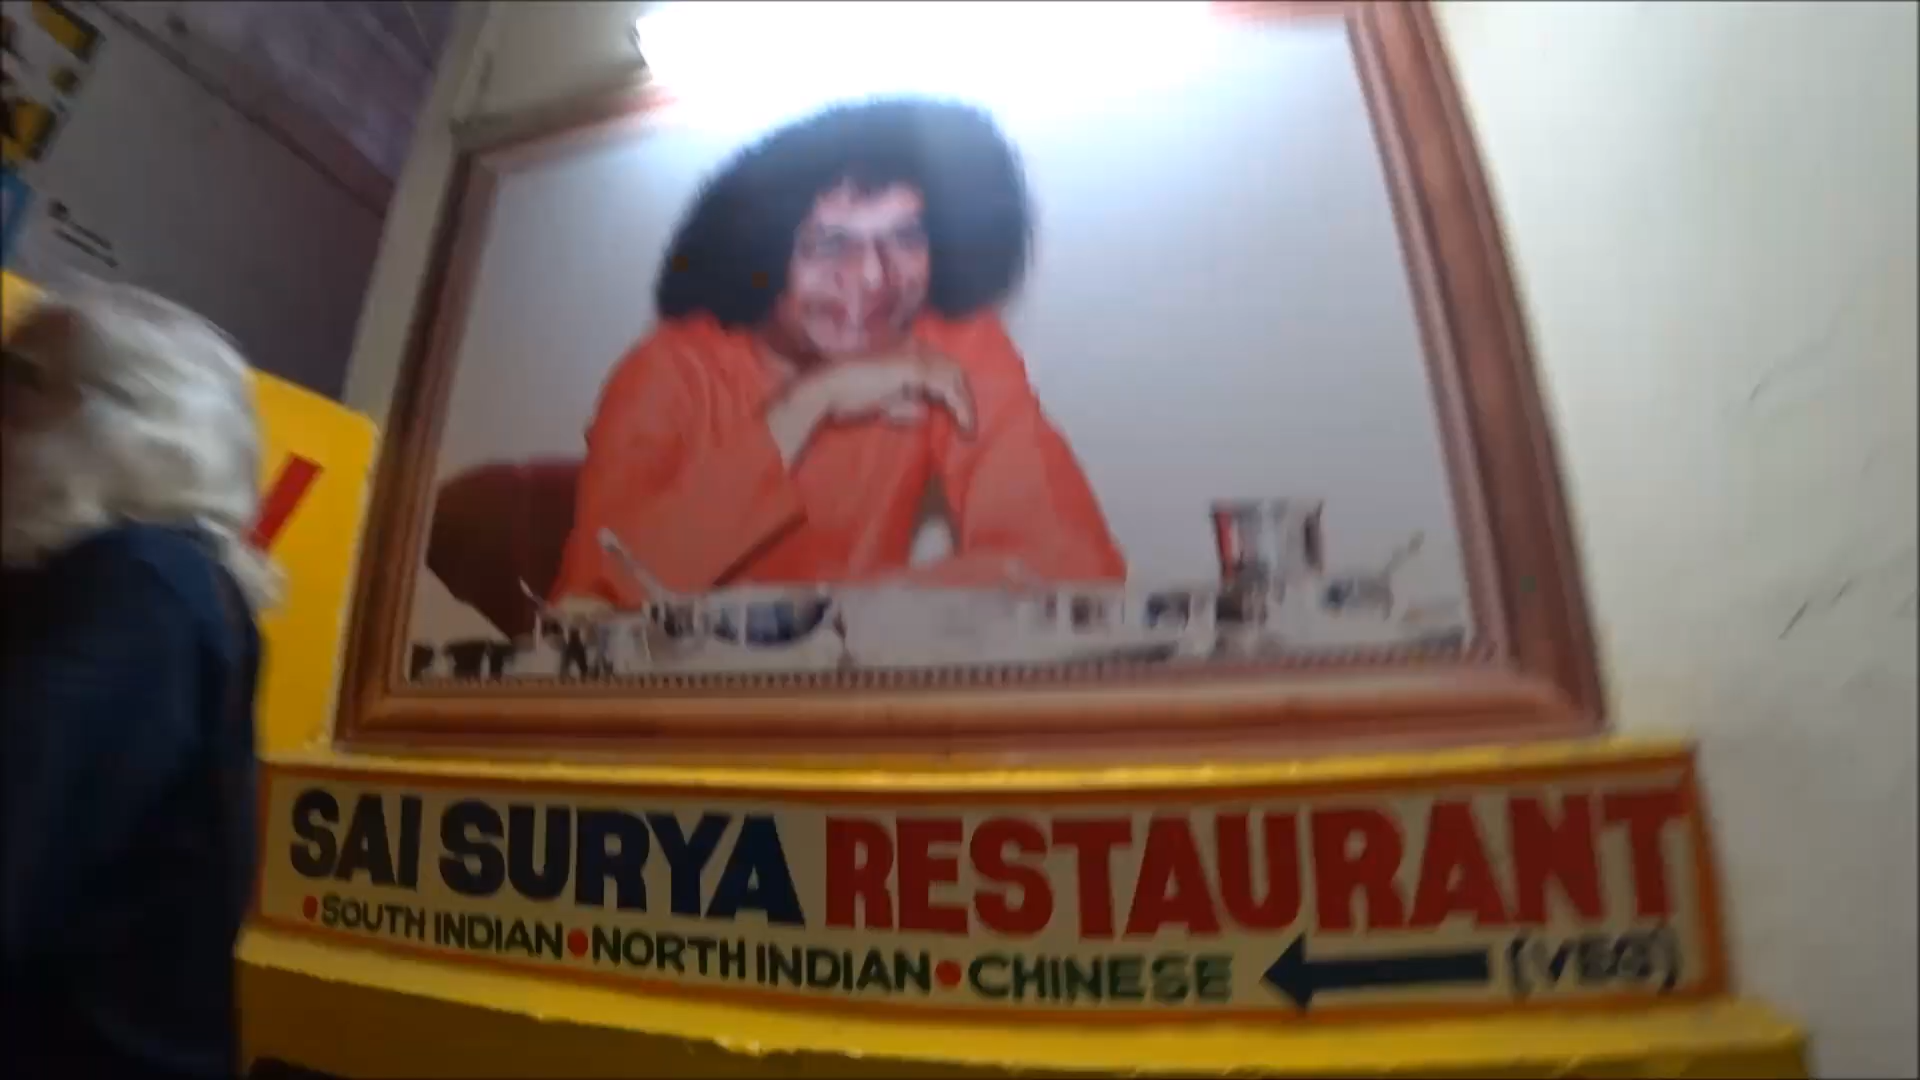 SAI SURYA RESTAURANT
•SOUTH INDIAN•NORTH INDIAN•CHINESE ← (VEG)